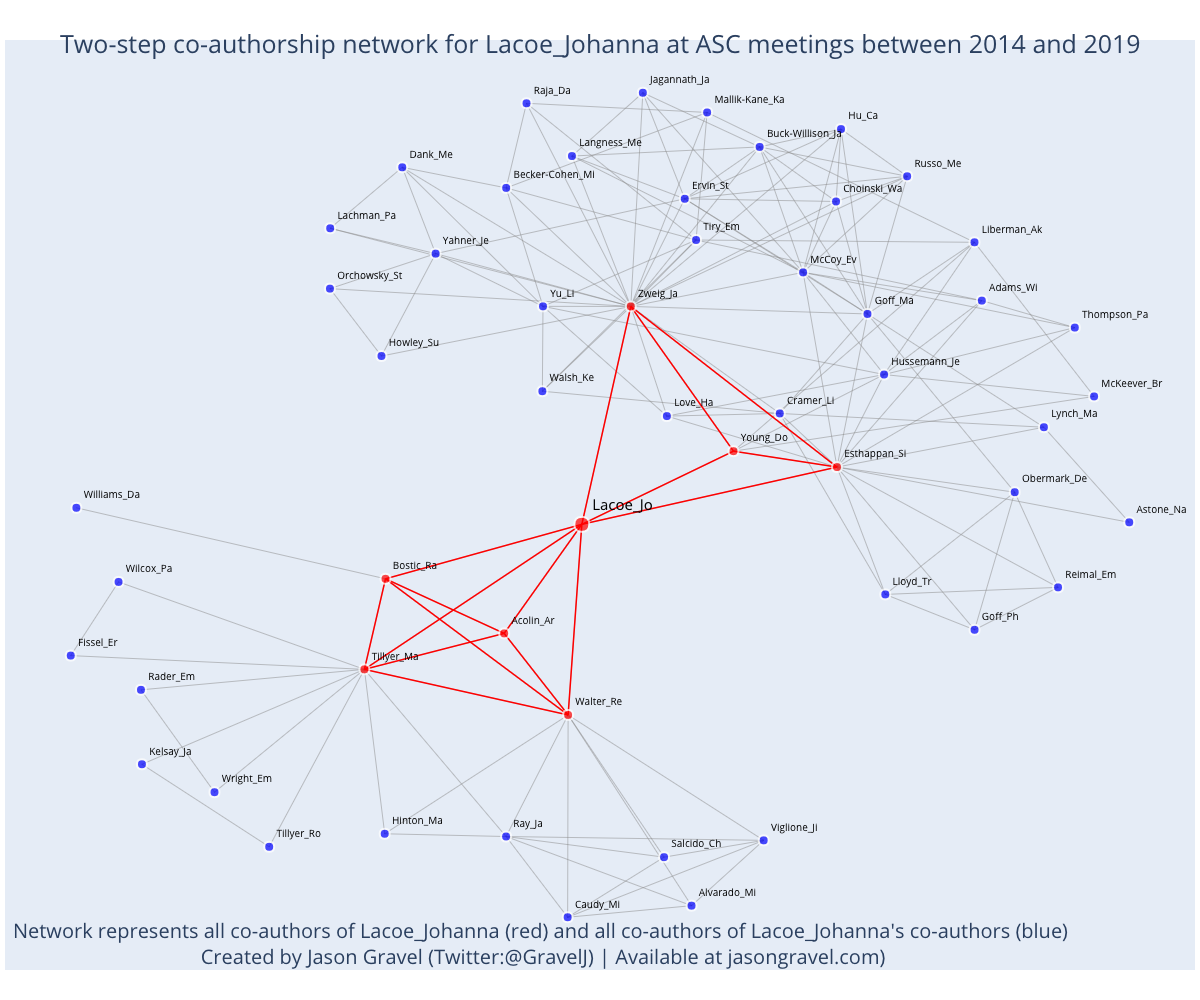 Two-step co-authorship network for Lacoe_Johanna at ASC meetings between 2014 and 2019
Jagannath_Ja
Raja_Da
Mallik-Kane_Ka
Hu_Ca
Buck-Willison_Ja
Langness_Me
Dank_Me
Russo_Me
Becker-Cohen_Mi
Ervin_St
Choinski_Wa
Lachman_Pa
Tiry_Em
Liberman_Ak
Yahner_Je
McCoy_Ev
Orchowsky_St
Adams_Wi
Yu_Li
Zweig_Ja
Goff_Ma
Thompson_Pa
Howley_Su
Hussemann_Je
Walsh_Ke
McKeever_Br
Love_Ha
Cramer_Li
Lynch_Ma
Young_Do
Esthappan_Si
Obermark_De
Williams_Da
Lacoe_Jo
Astone_Na
Wilcox_Pa
Bostic_Ra
Lloyd_Tr
Reimal_Em
Acolin_Ar
Goff_Ph
Fissel_Er
Tillyer_Ma
Rader_Em
Walter_Re
Kelsay_Ja
Wright_Em
Hinton_Ma
Ray_Ja
Viglione_Ji
Tillyer_Ro
Salcido_Ch
Alvarado_Mi
Caudy_Mi
Network represents all co-authors of Lacoe_Johanna (red) and all co-authors of Lacoe_Johanna's co-authors (blue)
Created by Jason Gravel (Twitter:@GravelJ) | Available at jasongravel.com)